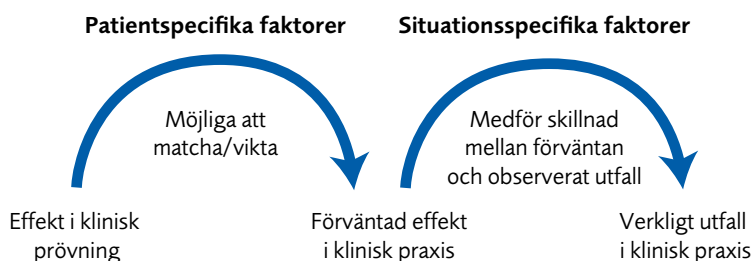 Patientspecifika faktorer
Situationsspecifika faktorer
Möjliga att
matcha/vikta
Medför skillnad
mellan förväntan
och observerat utfall
Effekt i klinisk
prövning
Förväntad effekt
i klinisk praxis
Verkligt utfall
i klinisk praxis